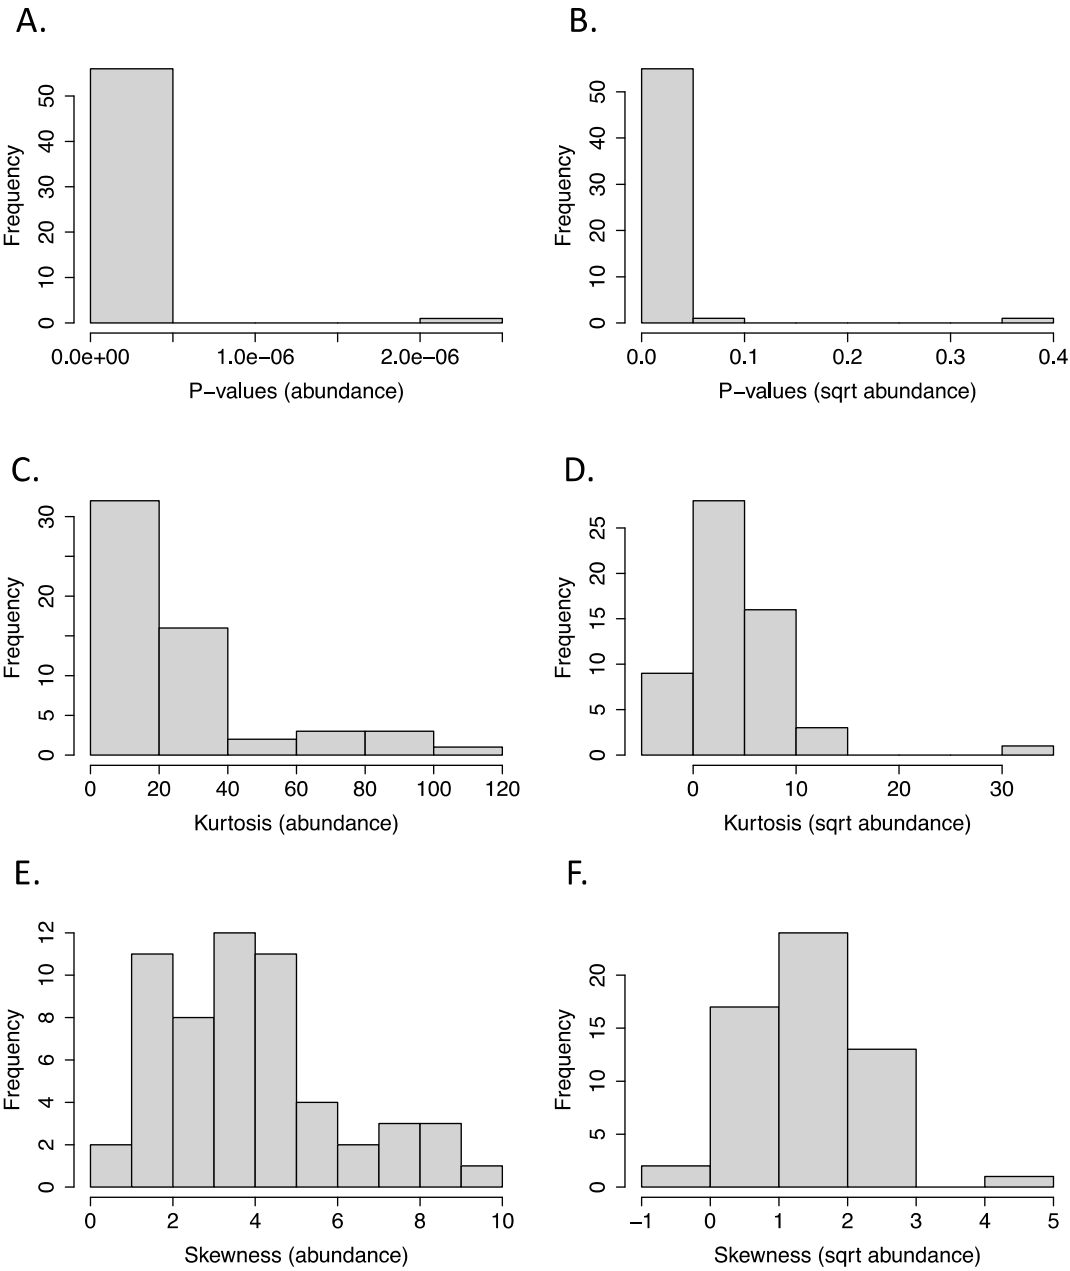 A.
Frequency
50
40
30
20
10
0
0.0e+00 1.0e−06 2.0e−06
P−values (abundance)
B.
Frequency
50
40
30
20
10
0
0.0 0.1 0.2 0.3 0.4
P−values (sqrt abundance)
C.
Frequency
30
20
10
5
0
0 20 40 60 80 100 120
Kurtosis (abundance)
D.
Frequency
25
15
10
5
0
0 10 20 30
Kurtosis (sqrt abundance)
E.
Frequency
12
10
8
6
4
2
0
0 2 4 6 8 10
Skewness (abundance)
F.
Frequency
20
15
10
5
0
−1 0 1 2 3 4 5
Skewness (sqrt abundance)